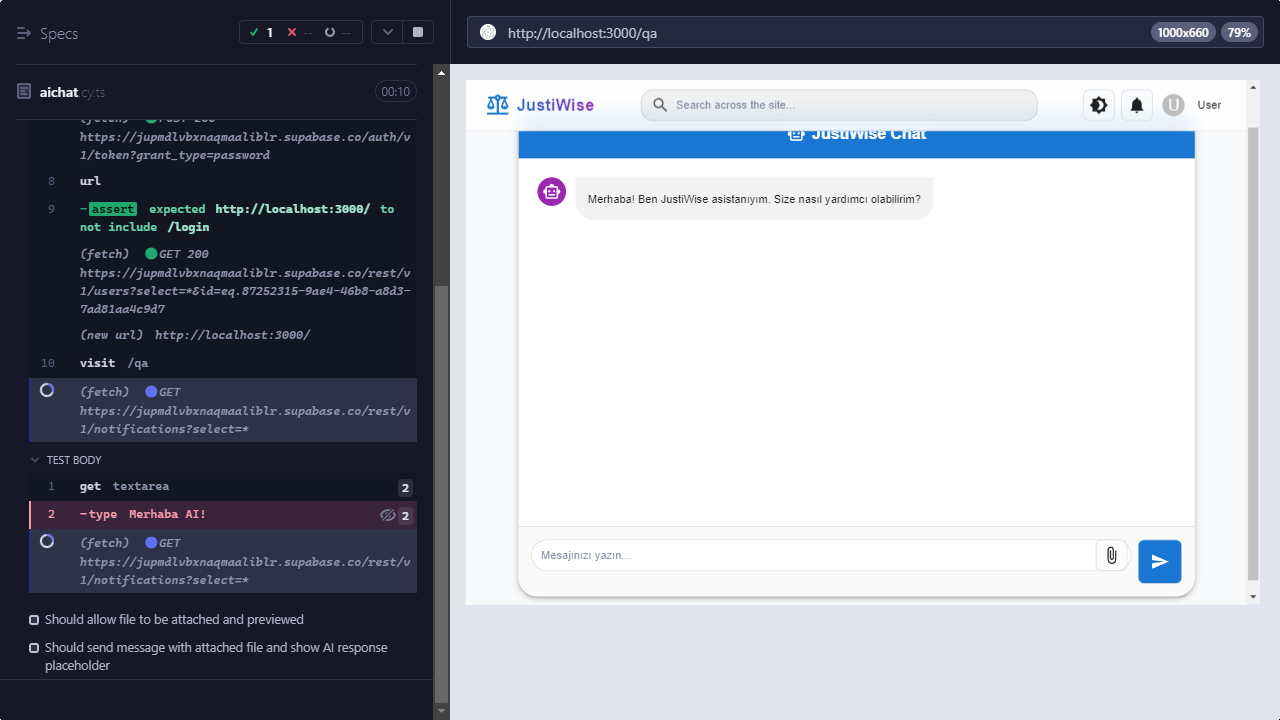 Specs
1
--
--
http://localhost:3000/qa
1000x660
79%
aichat.cy.ts
00:10
(fetch) POST 200
https://jupmdlvbxnaqmaaliblr.supabase.co/auth/v
1/token?grant_type=password
8 url
9 -assert expected http://localhost:3000/ to
not include /login
(fetch) GET 200
https://jupmdlvbxnaqmaaliblr.supabase.co/rest/v
1/users?select=*&id=eq.87252315-9ae4-46b8-a8d3-
7ad81aa4c9d7
(new url) http://localhost:3000/
10 visit /qa
(fetch) GET
https://jupmdlvbxnaqmaaliblr.supabase.co/rest/v
1/notifications?select=*
TEST BODY
1 get textarea 2
2 -type Merhaba AI! 2
(fetch) GET
https://jupmdlvbxnaqmaaliblr.supabase.co/rest/v
1/notifications?select=*
Should allow file to be attached and previewed
Should send message with attached file and show AI response
placeholder
JustiWise
Search across the site...
U
User
JustiWise Chat
Merhaba! Ben JustiWise asistanıyım. Size nasıl yardımcı olabilirim?
Mesajınızı yazın...